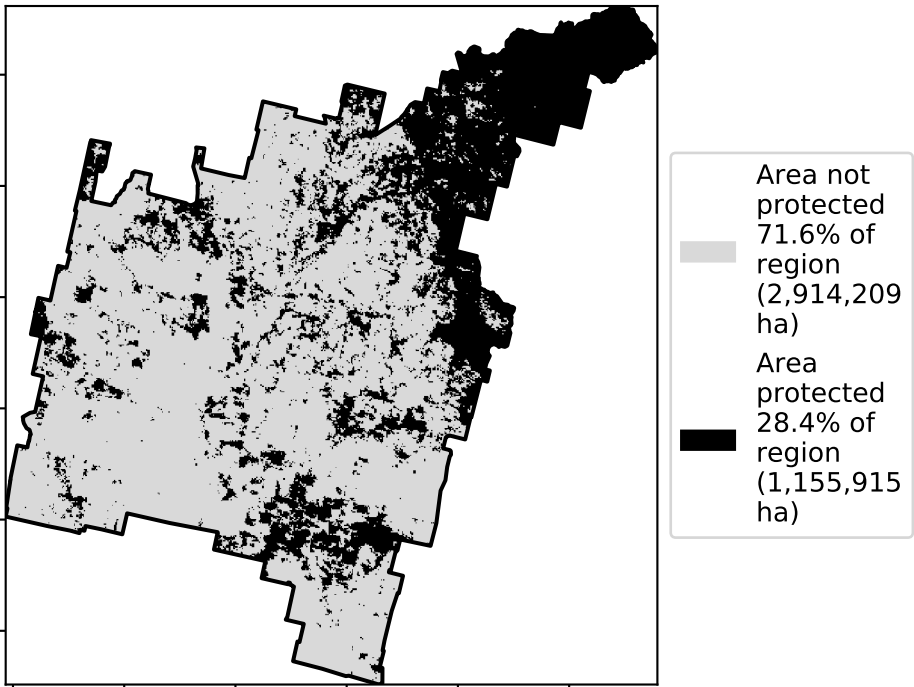 Area not
protected
71.6% of
region
(2,914,209
ha)
Area
protected
28.4% of
region
(1,155,915
ha)